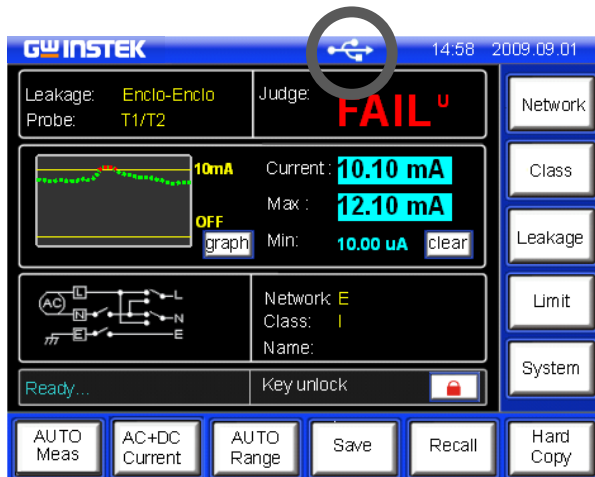 GWINSTEK 14:58 2009.09.01
Leakage: Enclo-Enclo
Probe: T1/T2
Judge: FAIL U
10mA
OFF
graph
Current: 10.10 mA
Max : 12.10 mA
Min: 10.00 uA clear
AC L L
N N
E E
Network: E
Class: I
Name:
Ready... Key unlock
Network
Class
Leakage
Limit
System
AUTO Meas
AC+DC Current
AUTO Range
Save
Recall
Hard Copy